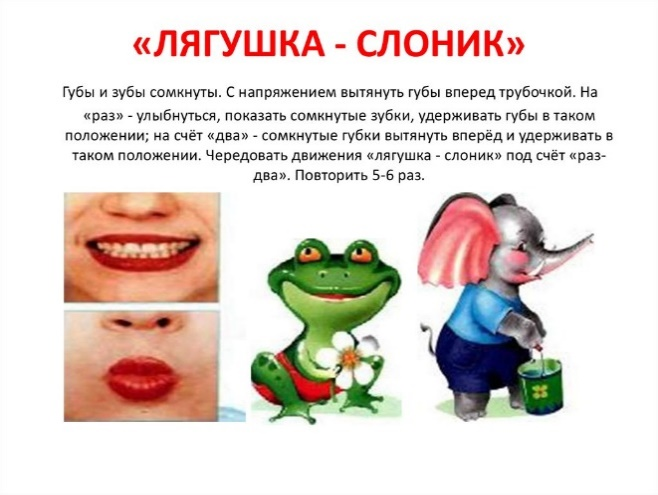 «ЛЯГУШКА - СЛОНИК»
Губы и зубы сомкнуты. С напряжением вытянуть губы вперед трубочкой. На
«раз» - улыбнуться, показать сомкнутые зубки, удерживать губы в таком
положении; на счёт «два» - сомкнутые губки вытянуть вперёд и удерживать в
таком положении. Чередовать движения «лягушка - слоник» под счёт «раз-
два». Повторить 5-6 раз.